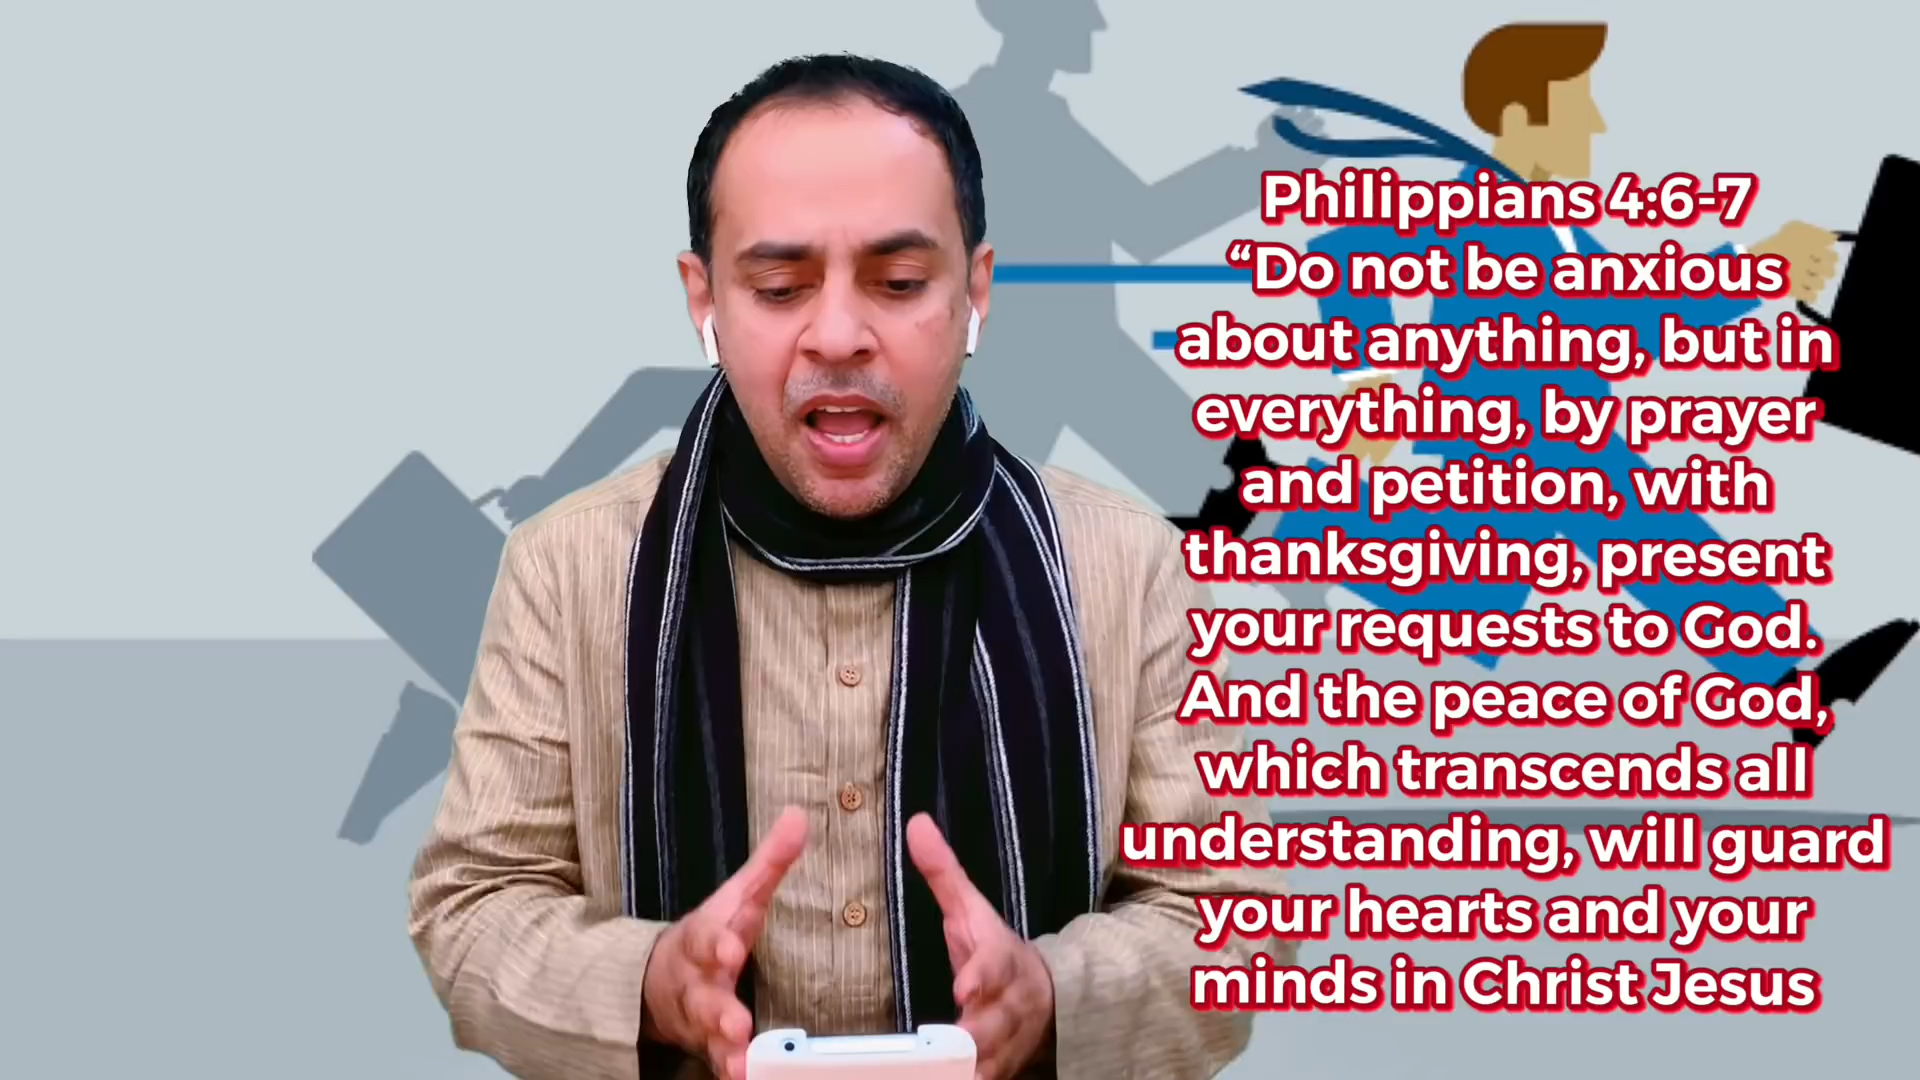 Philippians 4:6-7
“Do not be anxious
about anything, but in
everything, by prayer
and petition, with
thanksgiving, present
your requests to God.
And the peace of God,
which transcends all
understanding, will guard
your hearts and your
minds in Christ Jesus